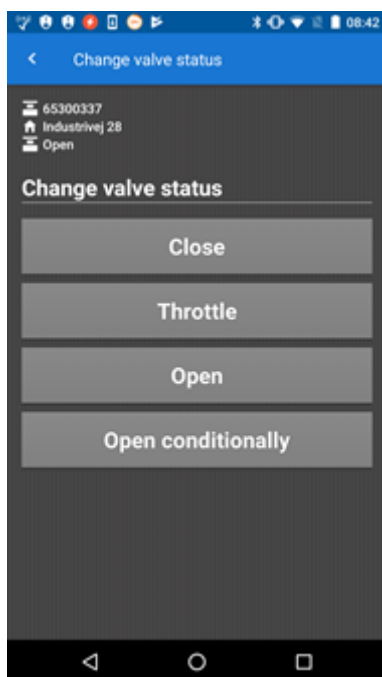 08:42
Change valve status
65300337
Industrivej 28
Open
Change valve status
Close
Throttle
Open
Open conditionally